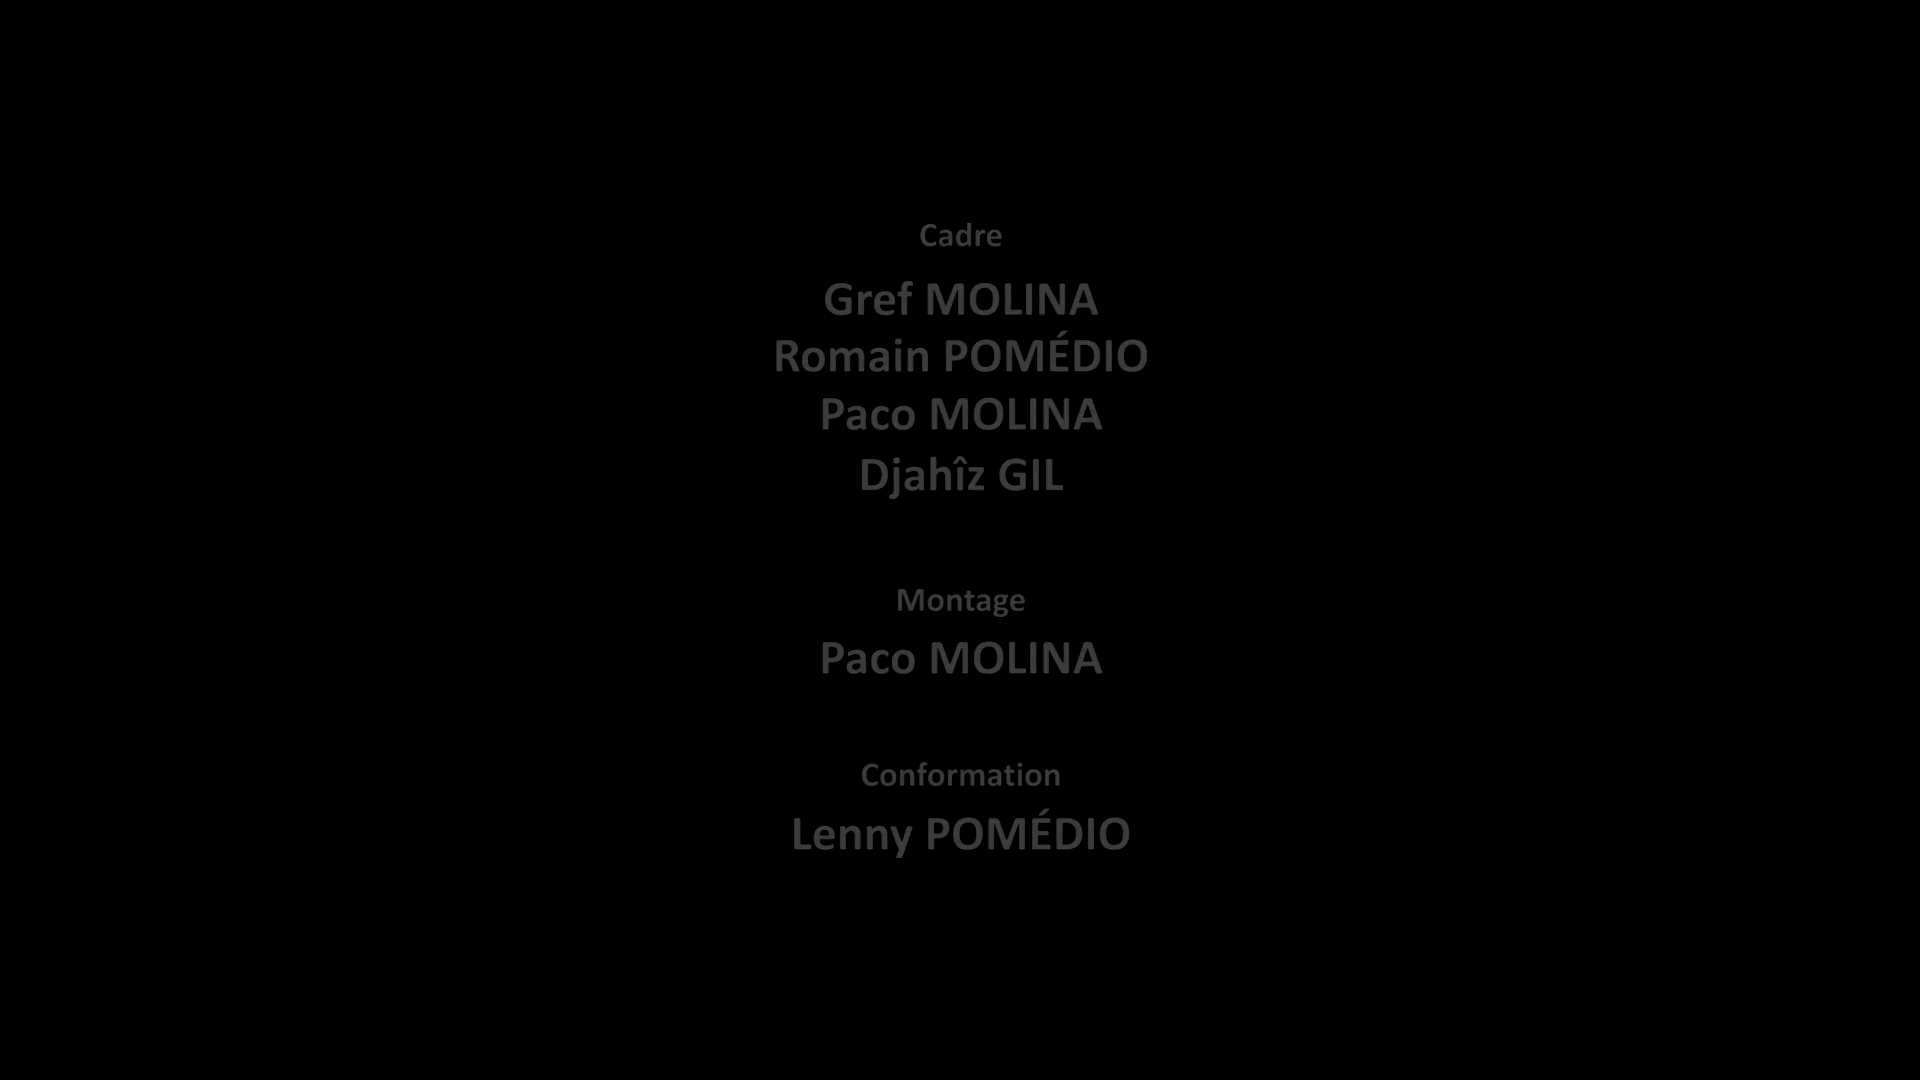 Cadre
Gref MOLINA
Romain POMÉDIO
Paco MOLINA
Djahîz GIL
Montage
Paco MOLINA
Conformation
Lenny POMÉDIO